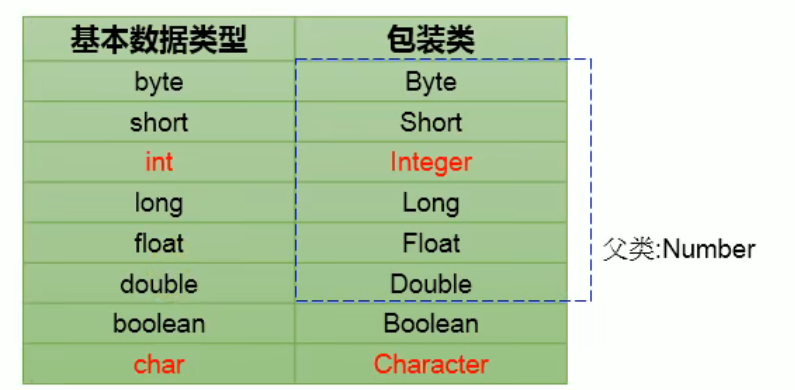 基本数据类型 包装类
byte Byte
short Short
int Integer
long Long
float Float
父类:Number
double Double
boolean Boolean
char Character